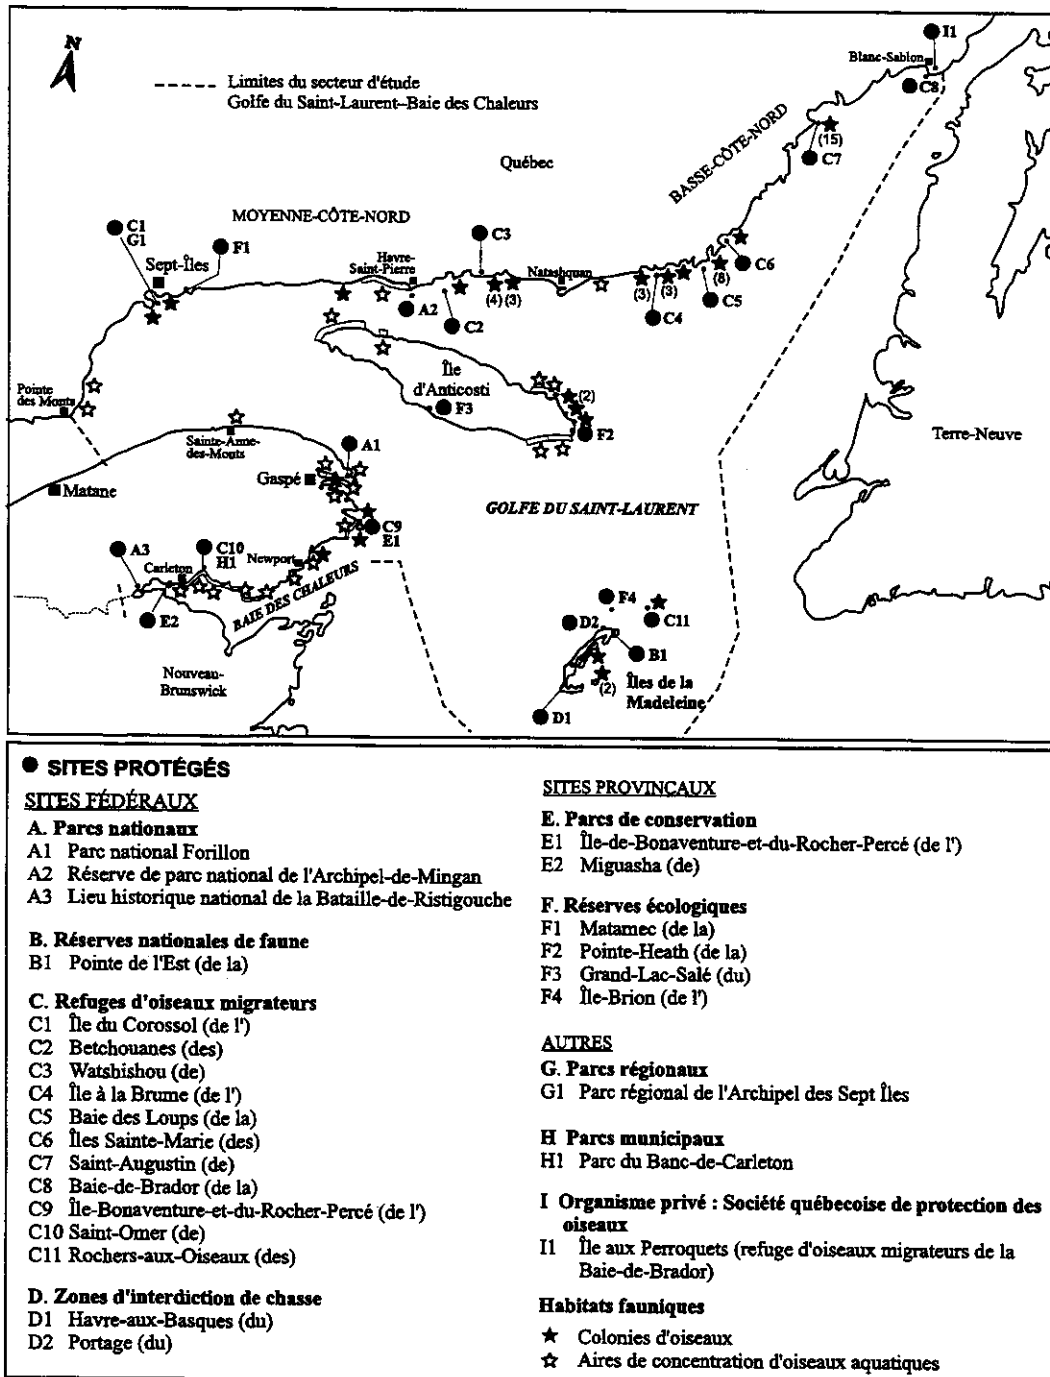 N
Limites du secteur d'étude
Golfe du Saint-Laurent–Baie des Chaleurs
I1
Blanc-Sablon
C8
BASSE-CÔTE-NORD
(15)
C7
Québec
MOYENNE-CÔTE-NORD
C1
G1
F1
Sept-Îles
C3
Havre-
Saint-Pierre
Natashquan
A2
C2
(4)
(3)
(3)
(3)
(8)
C4
C5
C6
Pointe
des Monts
Île
d'Anticosti
F3
(2)
F2
Terre-Neuve
Sainte-Anne-
des-Monts
A1
Gaspé
Matane
GOLFE DU SAINT-LAURENT
C9
E1
A3
C10
H1
Carleton
Newport
BAIE DES CHALEURS
E2
Nouveau-
Brunswick
F4
C11
D2
B1
(2)
Îles de la
Madeleine
D1
SITES PROTÉGÉS
SITES FÉDÉRAUX
A. Parcs nationaux
A1 Parc national Forillon
A2 Réserve de parc national de l'Archipel-de-Mingan
A3 Lieu historique national de la Bataille-de-Ristigouche
B. Réserves nationales de faune
B1 Pointe de l'Est (de la)
C. Refuges d'oiseaux migrateurs
C1 Île du Corossol (de l')
C2 Betchouanes (des)
C3 Watshishou (de)
C4 Île à la Brume (de l')
C5 Baie des Loups (de la)
C6 Îles Sainte-Marie (des)
C7 Saint-Augustin (de)
C8 Baie-de-Brador (de la)
C9 Île-Bonaventure-et-du-Rocher-Percé (de l')
C10 Saint-Omer (de)
C11 Rochers-aux-Oiseaux (des)
D. Zones d'interdiction de chasse
D1 Havre-aux-Basques (du)
D2 Portage (du)
SITES PROVINCAUX
E. Parcs de conservation
E1 Île-de-Bonaventure-et-du-Rocher-Percé (de l')
E2 Miguasha (de)
F. Réserves écologiques
F1 Matamec (de la)
F2 Pointe-Heath (de la)
F3 Grand-Lac-Salé (du)
F4 Île-Brion (de l')
AUTRES
G. Parcs régionaux
G1 Parc régional de l'Archipel des Sept Îles
H Parcs municipaux
H1 Parc du Banc-de-Carleton
I Organisme privé : Société québecoise de protection des
oiseaux
I1 Île aux Perroquets (refuge d'oiseaux migrateurs de la
Baie-de-Brador)
Habitats fauniques
Colonies d'oiseaux
Aires de concentration d'oiseaux aquatiques